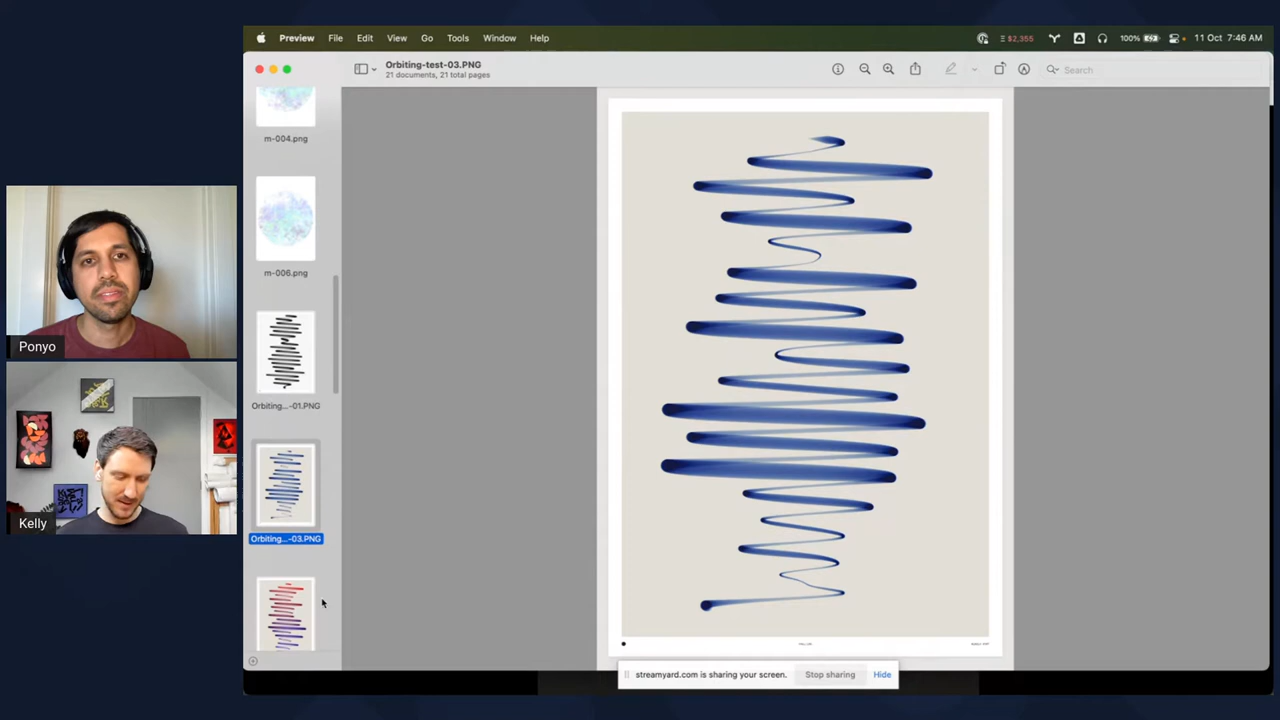 Preview File Edit View Go Tools Window Help
$2,355 100% 11 Oct 7:46 AM
Orbiting-test-03.PNG
21 documents, 21 total pages
Search
m-004.png
m-006.png
Orbiting...-01.PNG
Orbiting...-03.PNG
Ponyo
Kelly
streamyard.com is sharing your screen. Stop sharing Hide